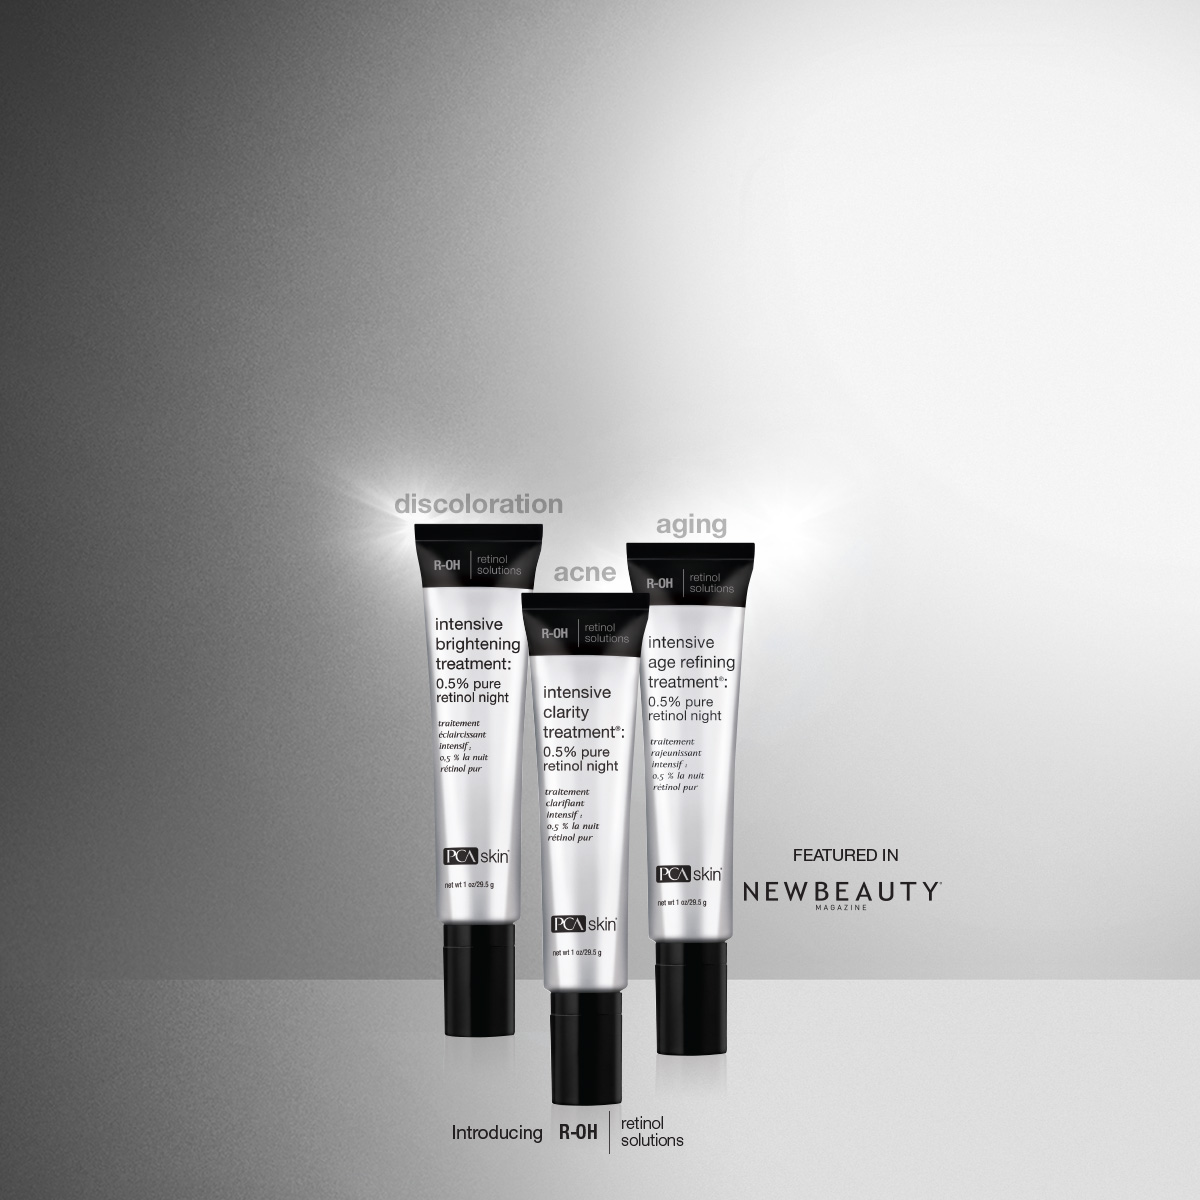 discoloration
aging
acne
R-OH | retinol
solutions
intensive
brightening
treatment:
0.5% pure
retinol night
traitement
éclaircissant
intensif :
0,5 % la nuit
rétinol pur
PCA skin®
net wt 1 oz/29.5 g
R-OH | retinol
solutions
intensive
clarity
treatment®:
0.5% pure
retinol night
traitement
clarifiant
intensif :
0,5 % la nuit
rétinol pur
PCA skin®
net wt 1 oz/29.5 g
R-OH | retinol
solutions
intensive
age refining
treatment®:
0.5% pure
retinol night
traitement
rajeunissant
intensif :
0,5 % la nuit
rétinol pur
PCA skin®
net wt 1 oz/29.5 g
FEATURED IN
NEWBEAUTY®
MAGAZINE
Introducing R-OH | retinol
solutions